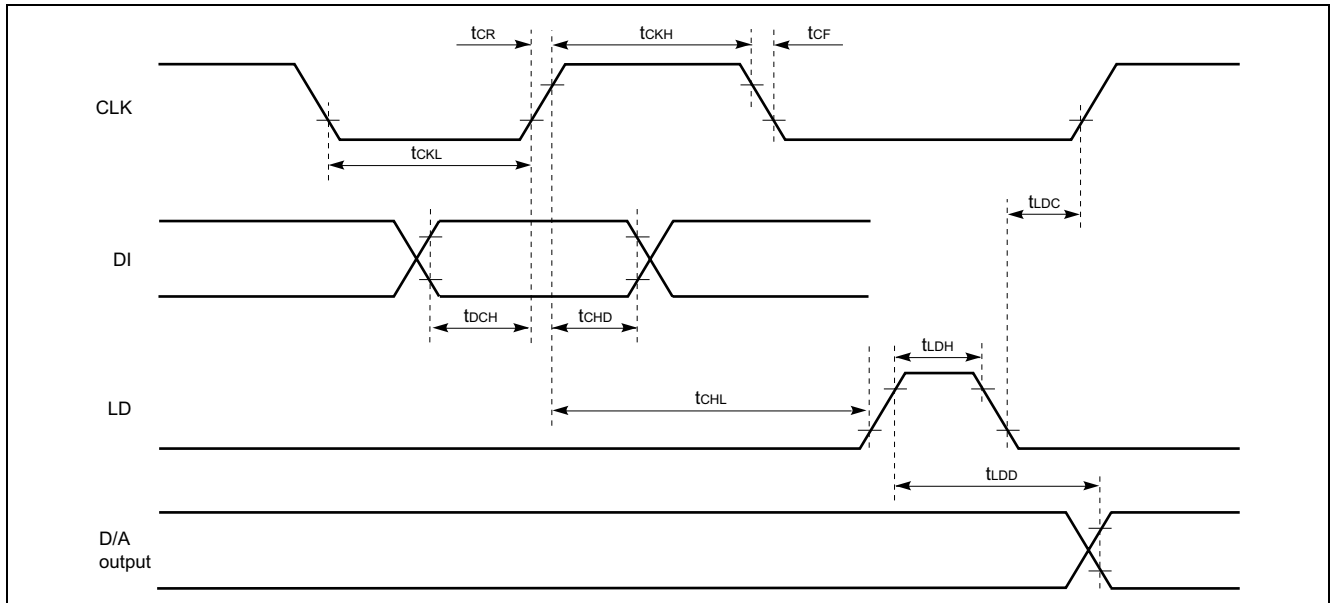 tCR
tCKH
tCF
CLK
tCKL
tLDC
DI
tDCH
tCHD
tLDH
tCHL
LD
tLDD
D/A
output